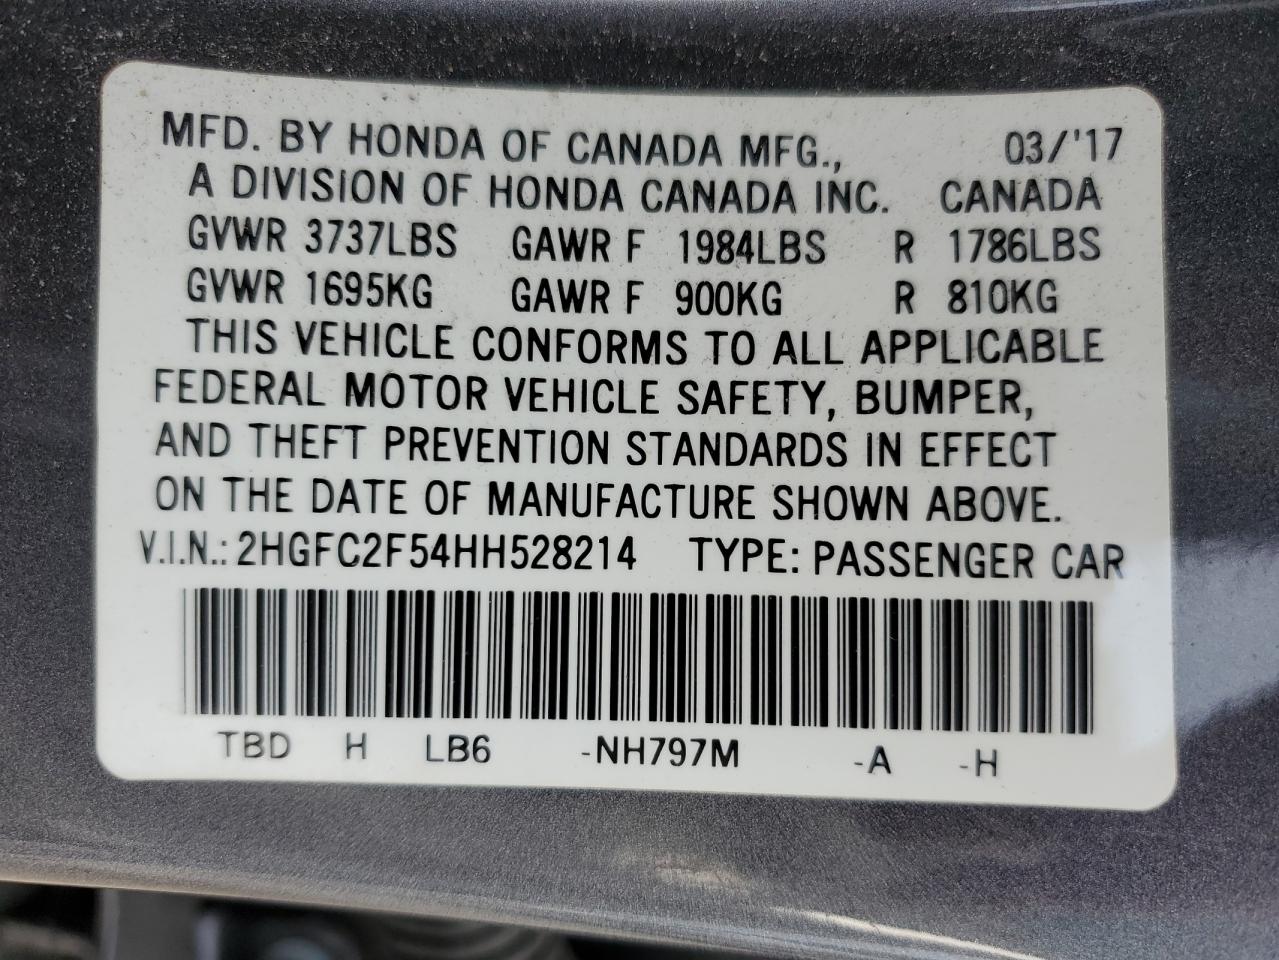 MFD. BY HONDA OF CANADA MFG., 03/'17
A DIVISION OF HONDA CANADA INC. CANADA
GVWR 3737LBS GAWR F 1984LBS R 1786LBS
GVWR 1695KG GAWR F 900KG R 810KG
THIS VEHICLE CONFORMS TO ALL APPLICABLE
FEDERAL MOTOR VEHICLE SAFETY, BUMPER,
AND THEFT PREVENTION STANDARDS IN EFFECT
ON THE DATE OF MANUFACTURE SHOWN ABOVE.
V.I.N.: 2HGFC2F54HH528214 TYPE: PASSENGER CAR
TBD H LB6 -NH797M -A -H